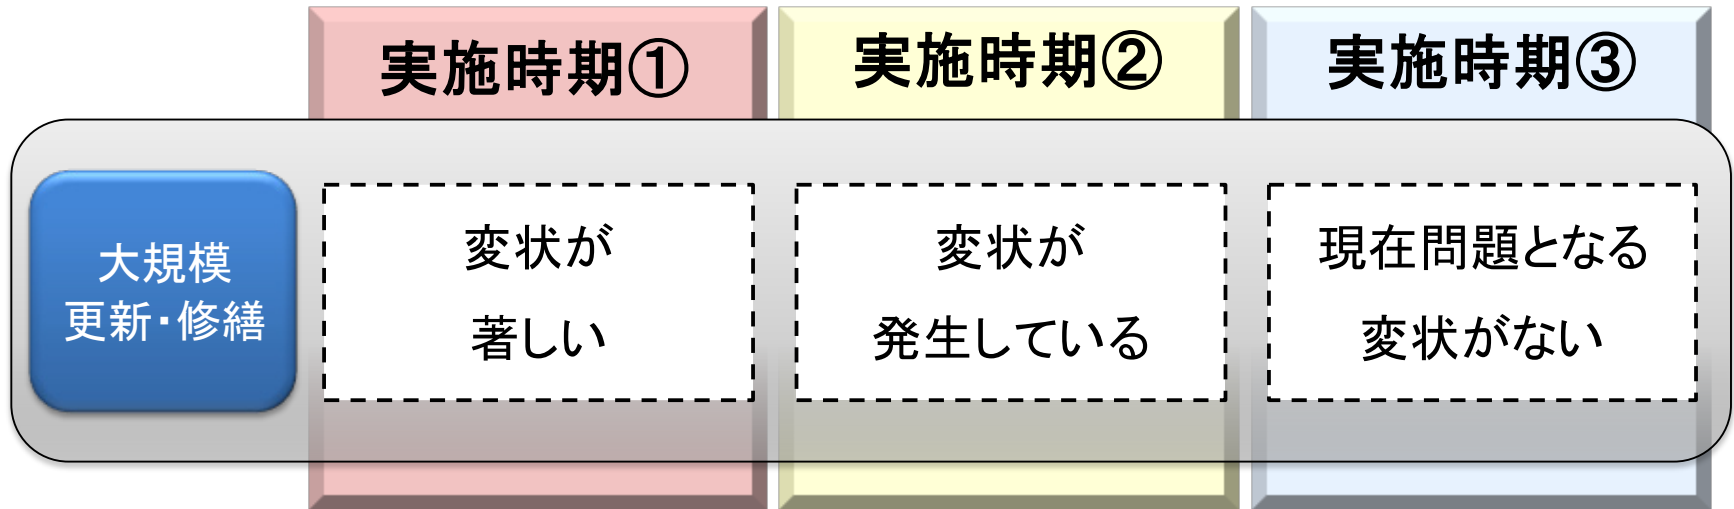 実施時期①
実施時期②
実施時期③
大規模
更新・修繕
変状が
著しい
変状が
発生している
現在問題となる
変状がない